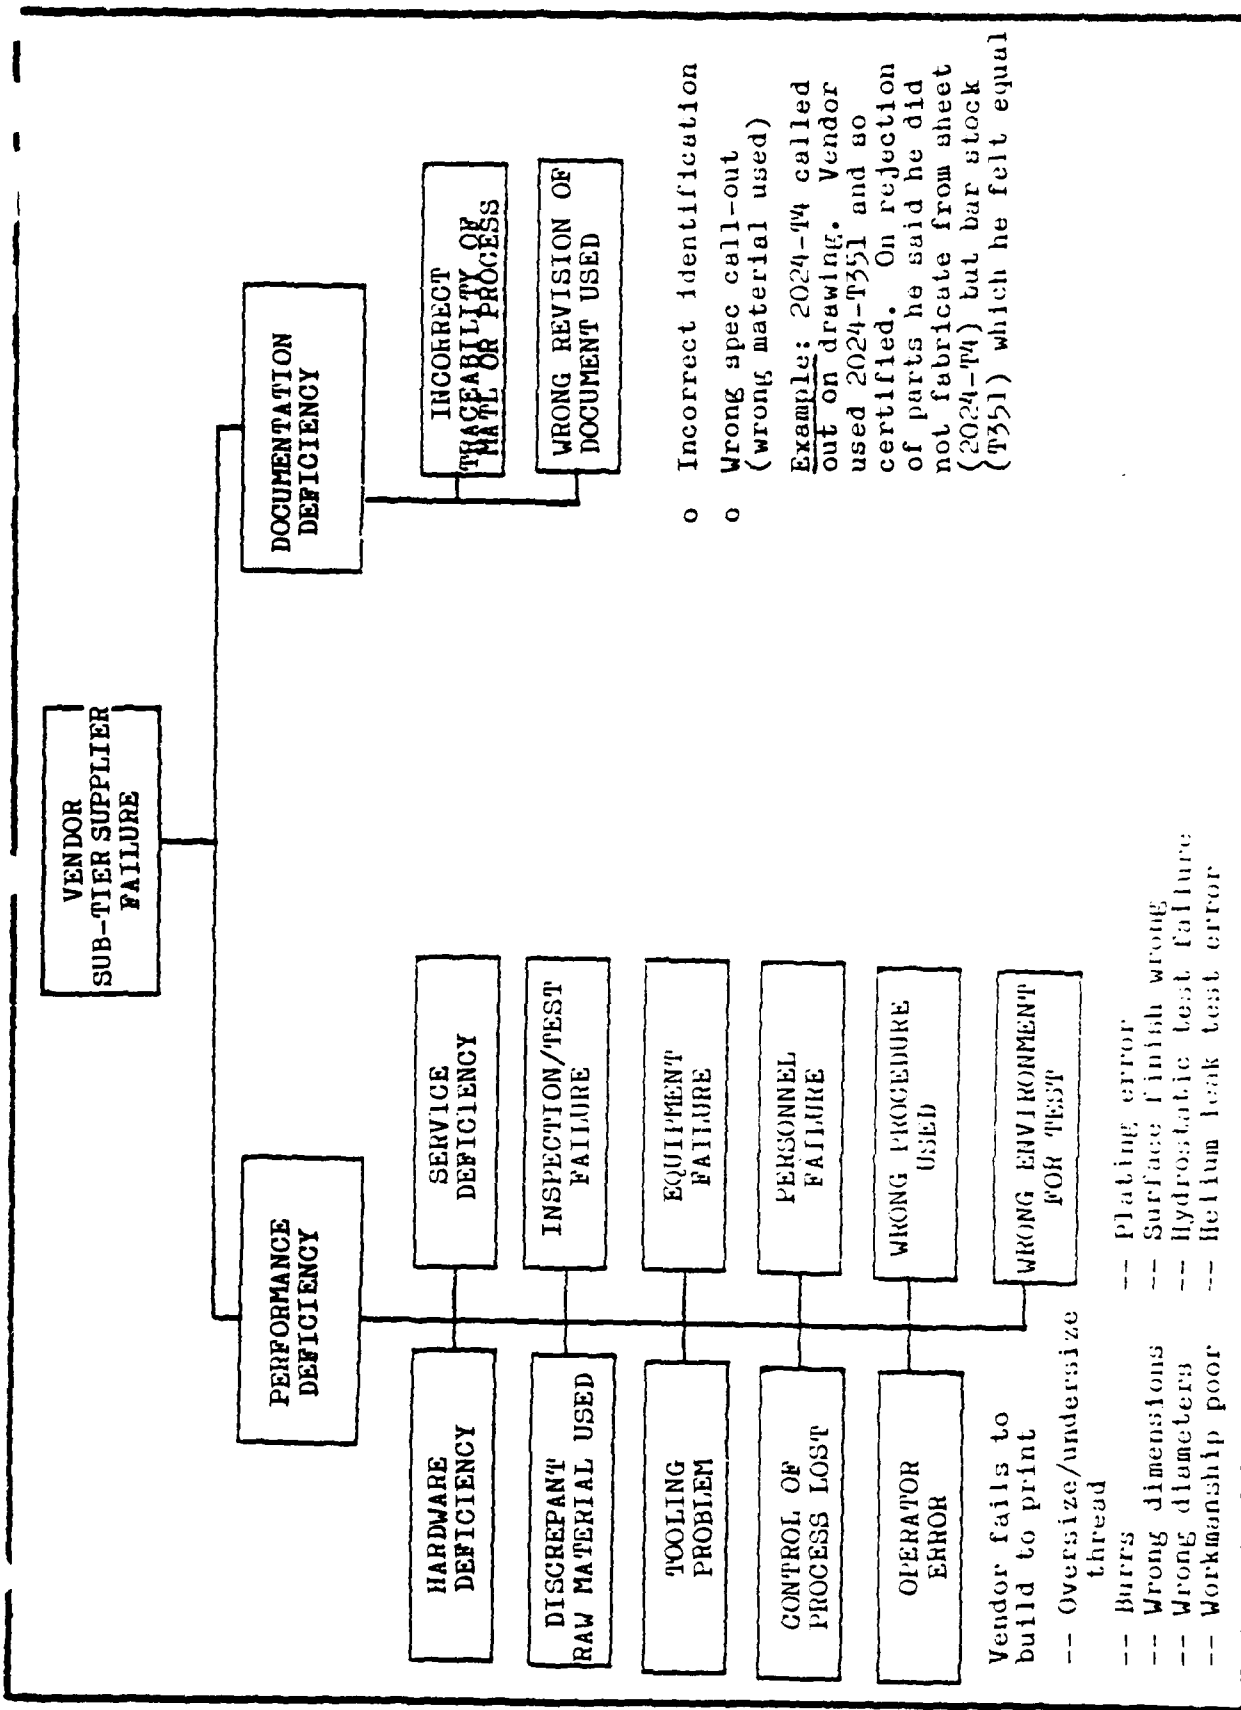 VENDOR
SUB-TIER SUPPLIER
FAILURE
PERFORMANCE
DEFICIENCY
HARDWARE
DEFICIENCY
SERVICE
DEFICIENCY
DISCREPANT
RAW MATERIAL USED
INSPECTION/TEST
FAILURE
TOOLING
PROBLEM
EQUIPMENT
FAILURE
CONTROL OF
PROCESS LOST
PERSONNEL
FAILURE
OPERATOR
ERROR
WRONG PROCEDURE
USED
WRONG ENVIRONMENT
FOR TEST
Vendor fails to
build to print
-- Oversize/undersize
thread
-- Burrs
-- Wrong dimensions
-- Wrong diameters
-- Workmanship poor
-- Plating error
-- Surface finish wrong
-- Hydrostatic test failure
-- Helium leak test error
DOCUMENTATION
DEFICIENCY
INCORRECT
TRACEABILITY OF
MATL OR PROCESS
WRONG REVISION OF
DOCUMENT USED
o Incorrect identification
o Wrong spec call-out
(wrong material used)
Example: 2024-T4 called
out on drawing. Vendor
used 2024-T351 and so
certified. On rejection
of parts he said he did
not fabricate from sheet
(2024-T4) but bar stock
(T351) which he felt equal